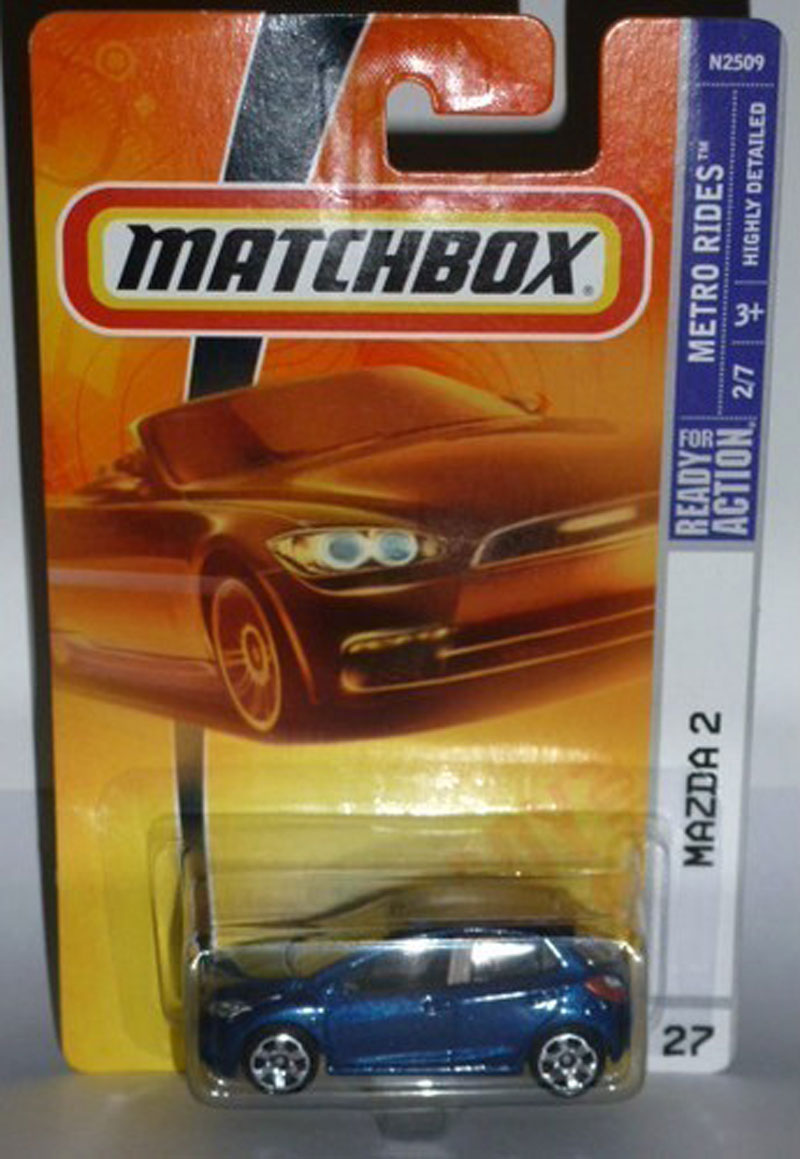 N2509
MATCHBOX®
METRO RIDES™
HIGHLY DETAILED
3+
2/7
READY FOR
ACTION
MAZDA 2
27